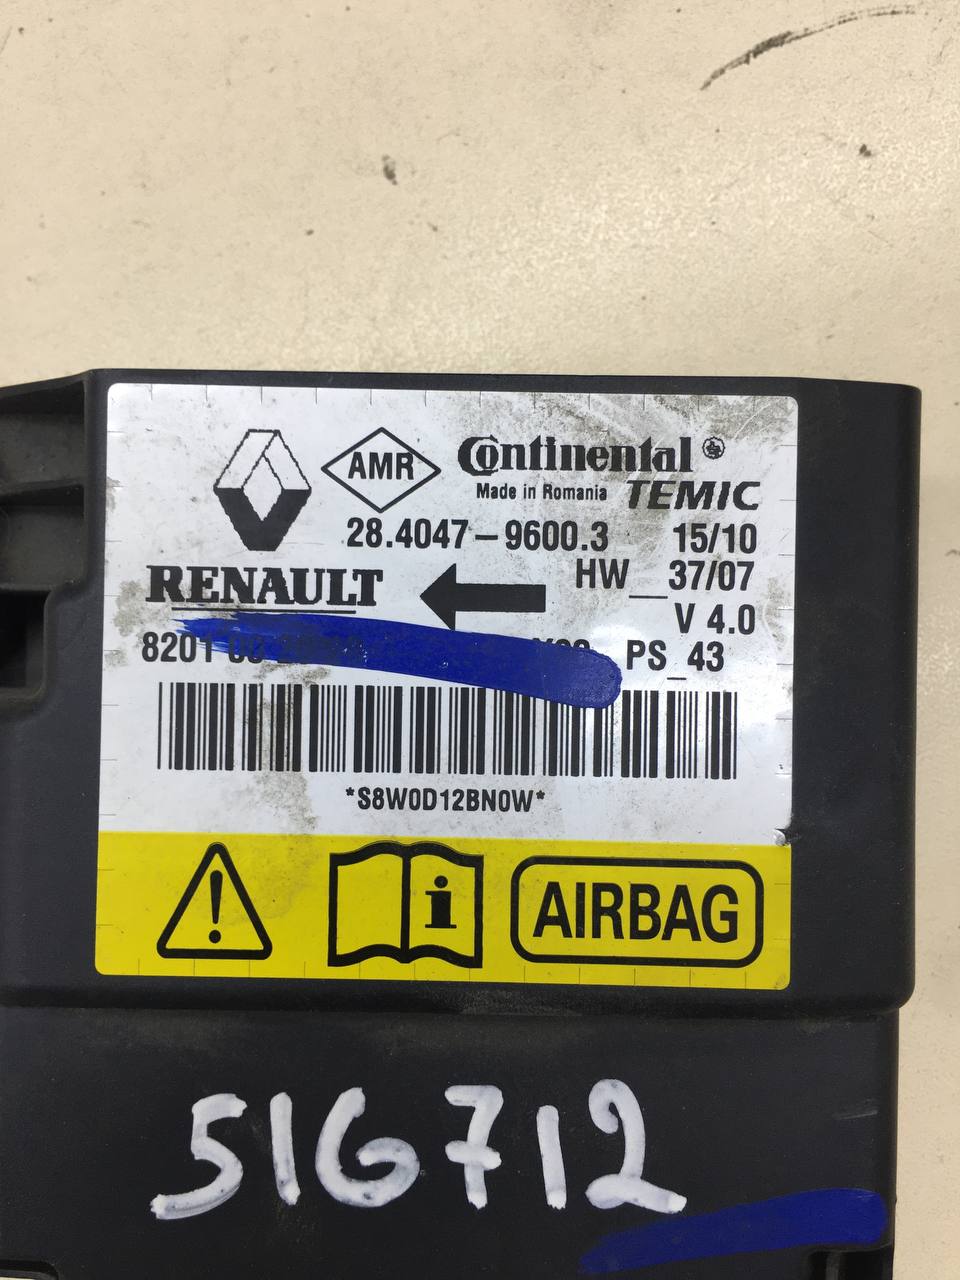 AMR
Continental
Made in Romania TEMIC
28.4047-9600.3 15/10
RENAULT
HW__37/07
V 4.0
8201 PS_43
*S8W0D12BN0W*
! i AIRBAG
516712